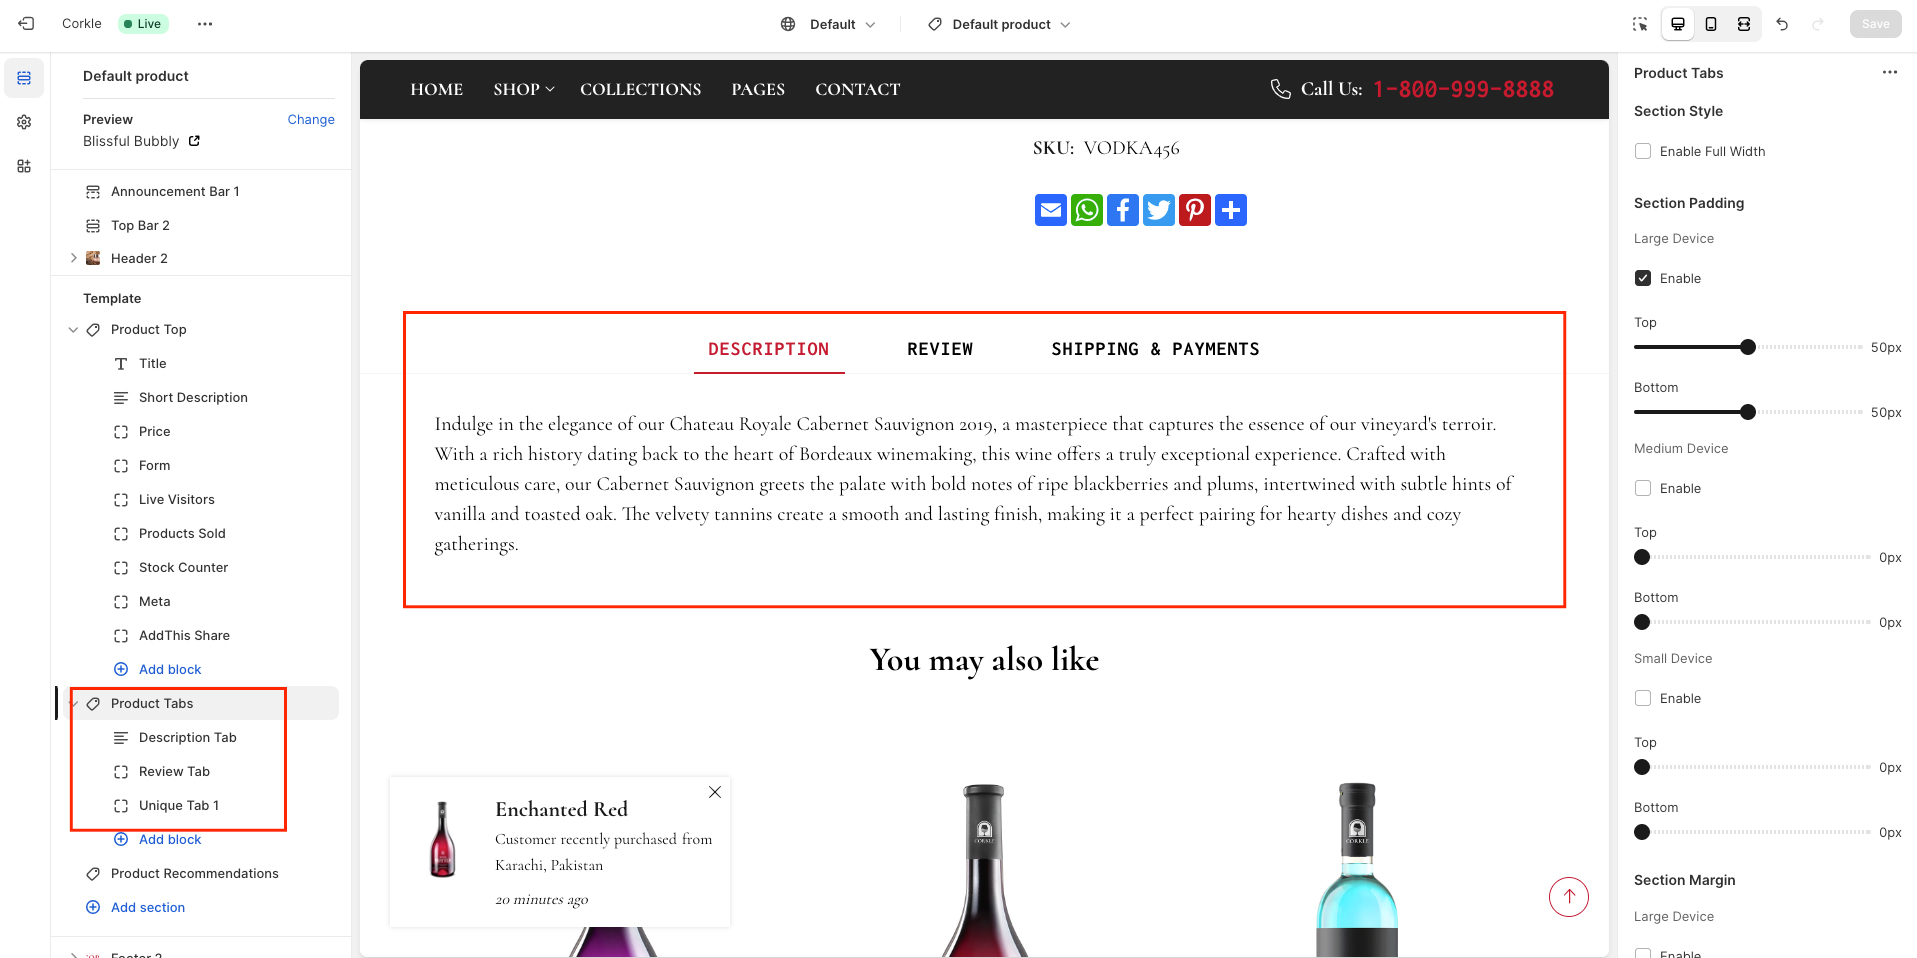 Corkle
Live
Default
Default product
Save
Default product
Preview
Change
Blissful Bubbly
Announcement Bar 1
Top Bar 2
Header 2
Template
Product Top
Title
Short Description
Price
Form
Live Visitors
Products Sold
Stock Counter
Meta
AddThis Share
Add block
Product Tabs
Description Tab
Review Tab
Unique Tab 1
Add block
Product Recommendations
Add section
Footer 2
HOME
SHOP
COLLECTIONS
PAGES
CONTACT
Call Us: 1-800-999-8888
SKU: VODKA456
DESCRIPTION
REVIEW
SHIPPING & PAYMENTS
Indulge in the elegance of our Chateau Royale Cabernet Sauvignon 2019, a masterpiece that captures the essence of our vineyard's terroir.
With a rich history dating back to the heart of Bordeaux winemaking, this wine offers a truly exceptional experience. Crafted with
meticulous care, our Cabernet Sauvignon greets the palate with bold notes of ripe blackberries and plums, intertwined with subtle hints of
vanilla and toasted oak. The velvety tannins create a smooth and lasting finish, making it a perfect pairing for hearty dishes and cozy
gatherings.
You may also like
Enchanted Red
Customer recently purchased from
Karachi, Pakistan
20 minutes ago
CORKLE
CORKLE
Product Tabs
Section Style
Enable Full Width
Section Padding
Large Device
Enable
Top
50px
Bottom
50px
Medium Device
Enable
Top
0px
Bottom
0px
Small Device
Enable
Top
0px
Bottom
0px
Section Margin
Large Device
Enable